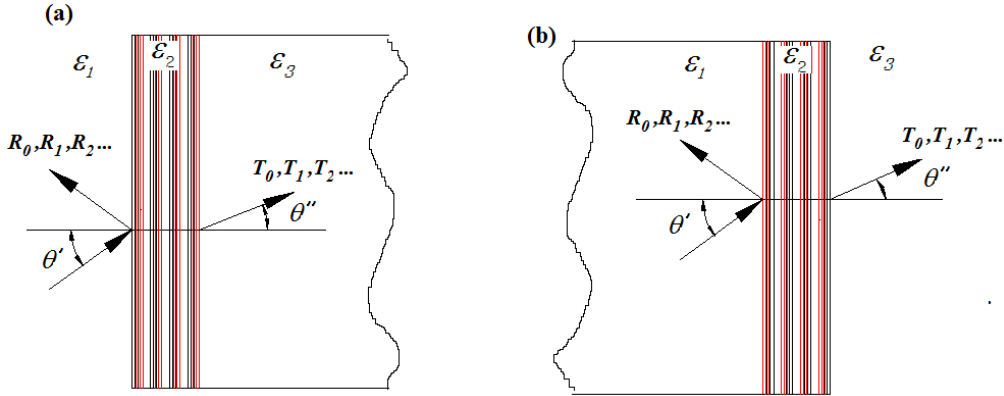 (a)
ε₁
ε₂
ε₃
R₀,R₁,R₂...
T₀,T₁,T₂...
θ'
θ''
(b)
ε₁
ε₂
ε₃
R₀,R₁,R₂...
T₀,T₁,T₂...
θ'
θ''